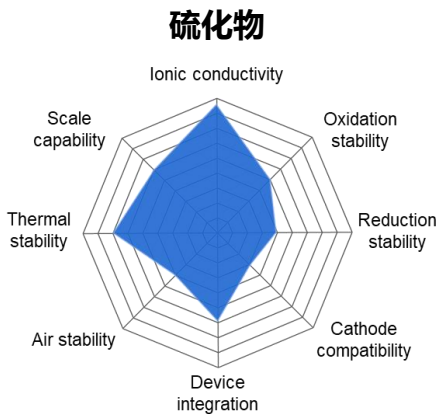 硫化物
Ionic conductivity
Oxidation
stability
Reduction
stability
Cathode
compatibility
Device
integration
Air stability
Thermal
stability
Scale
capability